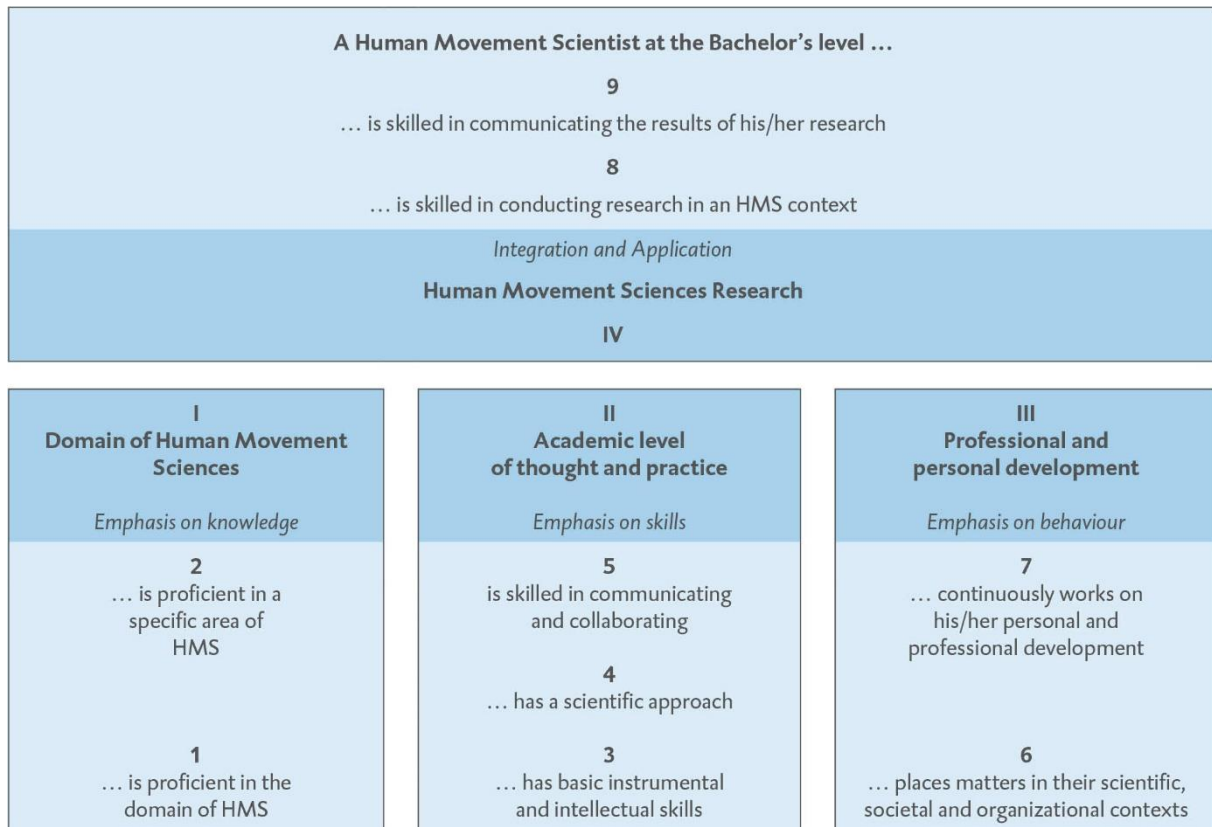 A Human Movement Scientist at the Bachelor’s level …
9
… is skilled in communicating the results of his/her research
8
… is skilled in conducting research in an HMS context
Integration and Application
Human Movement Sciences Research
IV
I
Domain of Human Movement
Sciences
Emphasis on knowledge
2
… is proficient in a
specific area of
HMS
1
… is proficient in the
domain of HMS
II
Academic level
of thought and practice
Emphasis on skills
5
is skilled in communicating
and collaborating
4
… has a scientific approach
3
… has basic instrumental
and intellectual skills
III
Professional and
personal development
Emphasis on behaviour
7
… continuously works on
his/her personal and
professional development
6
… places matters in their scientific,
societal and organizational contexts